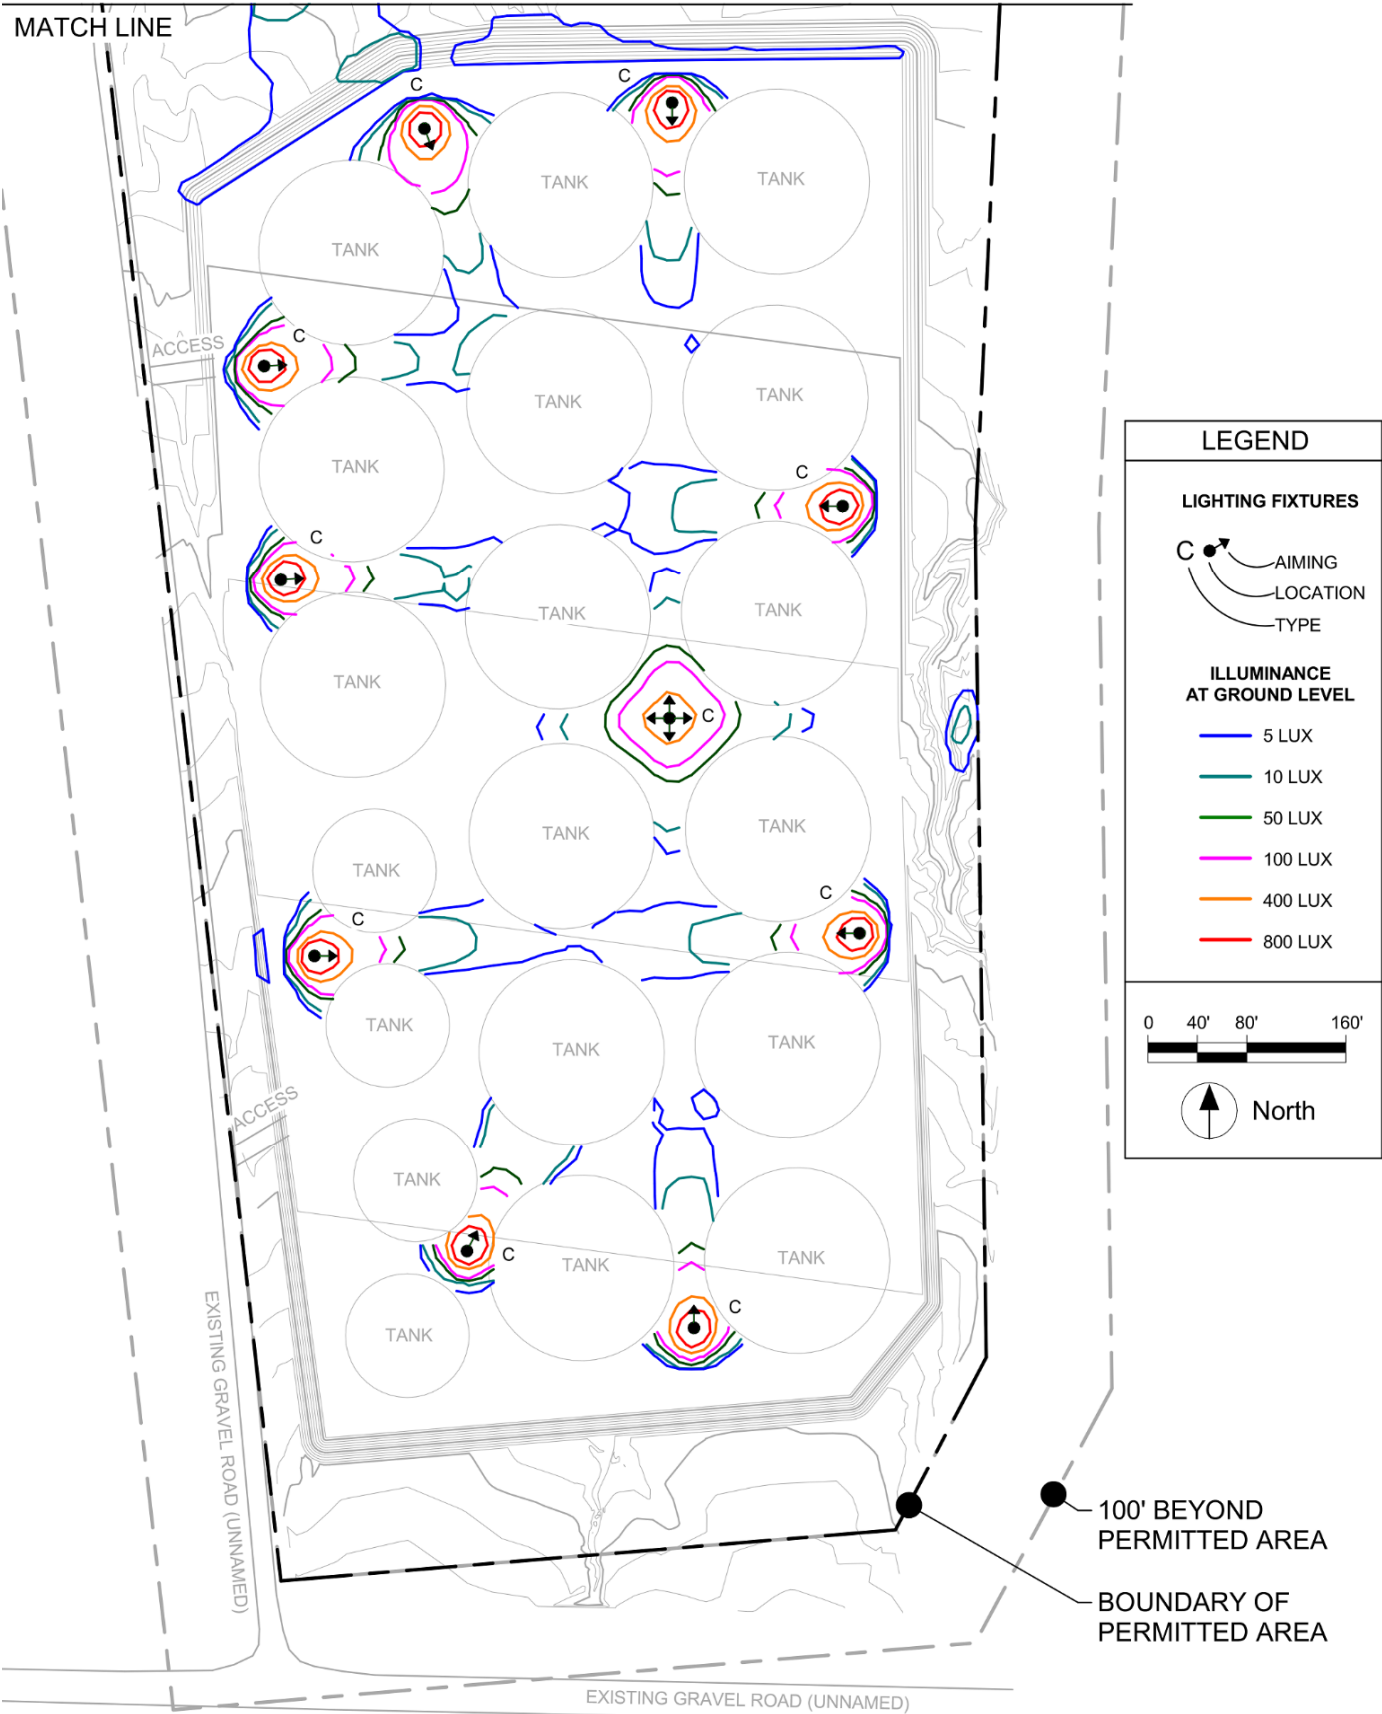 MATCH LINE
C
C
TANK
TANK
TANK
C
ACCESS
TANK
TANK
TANK
C
C
TANK
TANK
TANK
C
TANK
TANK
TANK
C
C
TANK
TANK
TANK
ACCESS
TANK
C
TANK
TANK
C
TANK
EXISTING GRAVEL ROAD (UNNAMED)
EXISTING GRAVEL ROAD (UNNAMED)
LEGEND
LIGHTING FIXTURES
C
AIMING
LOCATION
TYPE
ILLUMINANCE
AT GROUND LEVEL
5 LUX
10 LUX
50 LUX
100 LUX
400 LUX
800 LUX
0 40' 80' 160'
North
100' BEYOND
PERMITTED AREA
BOUNDARY OF
PERMITTED AREA